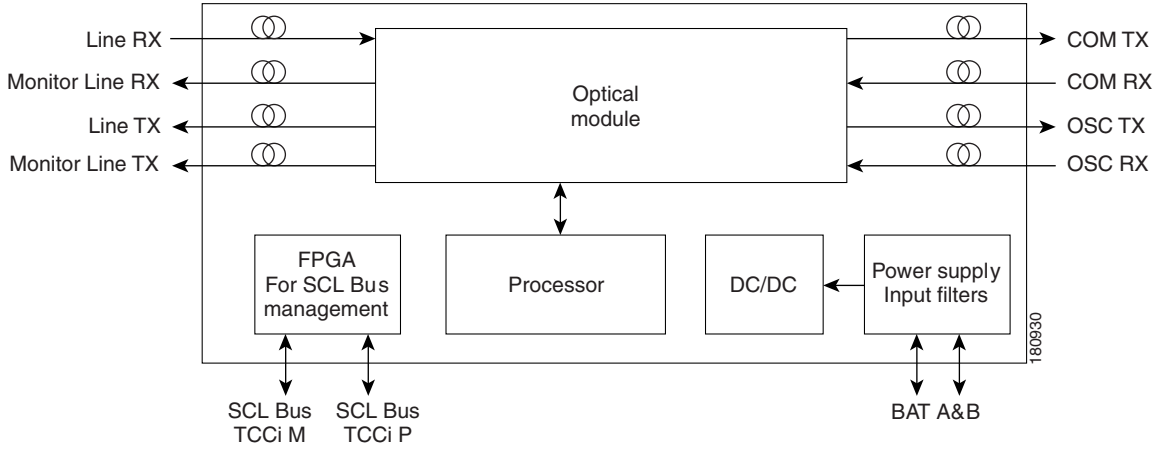 Line RX
Monitor Line RX
Line TX
Monitor Line TX
Optical
module
COM TX
COM RX
OSC TX
OSC RX
FPGA
For SCL Bus
management
Processor
DC/DC
Power supply
Input filters
180930
SCL Bus
TCCi M
SCL Bus
TCCi P
BAT A&B